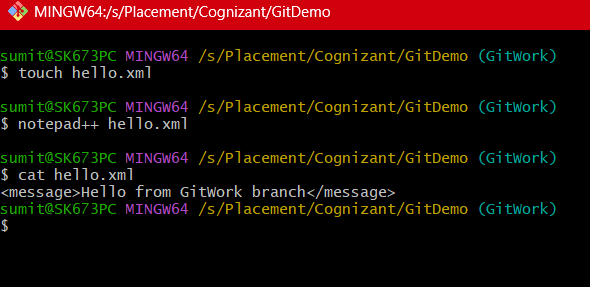 MINGW64:/s/Placement/Cognizant/GitDemo
sumit@SK673PC MINGW64 /s/Placement/Cognizant/GitDemo (GitWork)
$ touch hello.xml
sumit@SK673PC MINGW64 /s/Placement/Cognizant/GitDemo (GitWork)
$ notepad++ hello.xml
sumit@SK673PC MINGW64 /s/Placement/Cognizant/GitDemo (GitWork)
$ cat hello.xml
<message>Hello from GitWork branch</message>
sumit@SK673PC MINGW64 /s/Placement/Cognizant/GitDemo (GitWork)
$